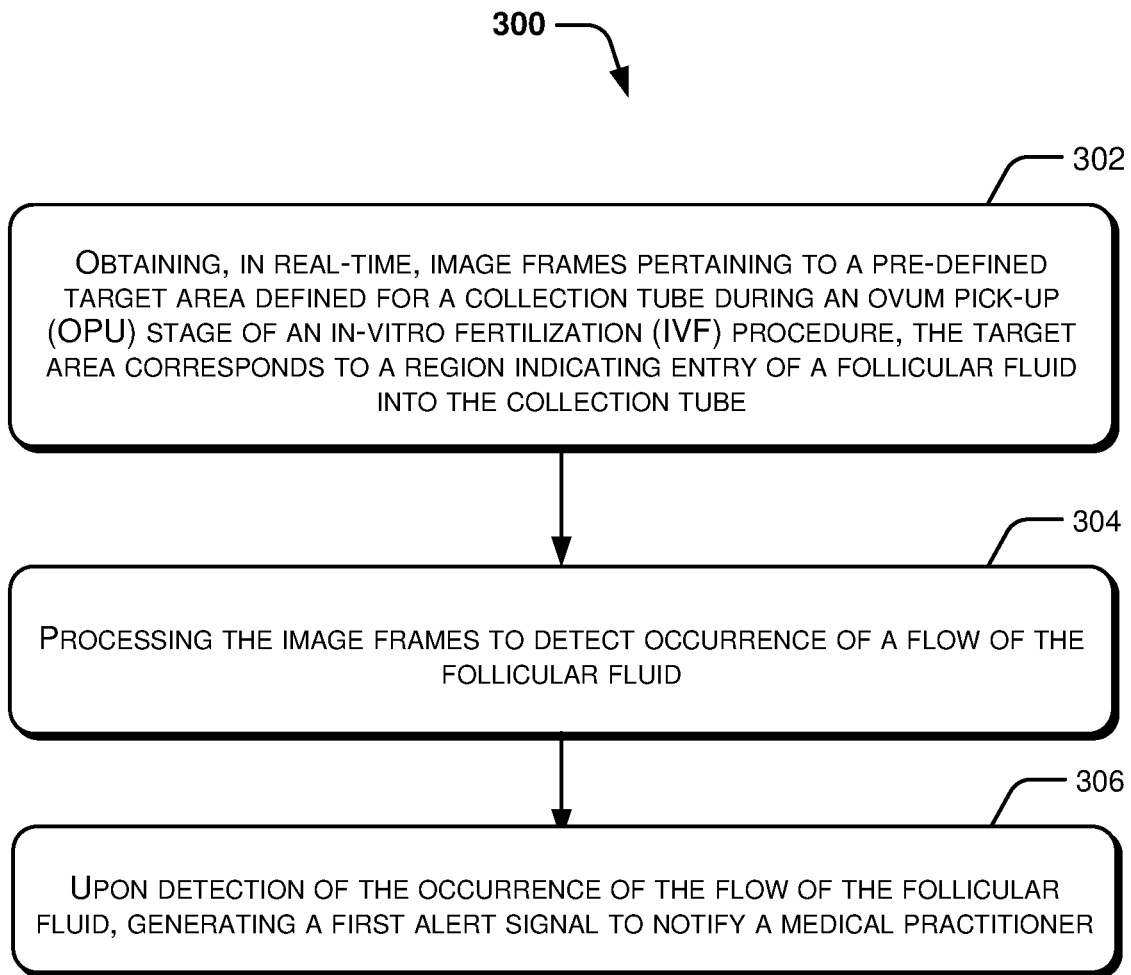 300
302
OBTAINING, IN REAL-TIME, IMAGE FRAMES PERTAINING TO A PRE-DEFINED
TARGET AREA DEFINED FOR A COLLECTION TUBE DURING AN OVUM PICK-UP
(OPU) STAGE OF AN IN-VITRO FERTILIZATION (IVF) PROCEDURE, THE TARGET
AREA CORRESPONDS TO A REGION INDICATING ENTRY OF A FOLLICULAR FLUID
INTO THE COLLECTION TUBE
304
PROCESSING THE IMAGE FRAMES TO DETECT OCCURRENCE OF A FLOW OF THE
FOLLICULAR FLUID
306
UPON DETECTION OF THE OCCURRENCE OF THE FLOW OF THE FOLLICULAR
FLUID, GENERATING A FIRST ALERT SIGNAL TO NOTIFY A MEDICAL PRACTITIONER